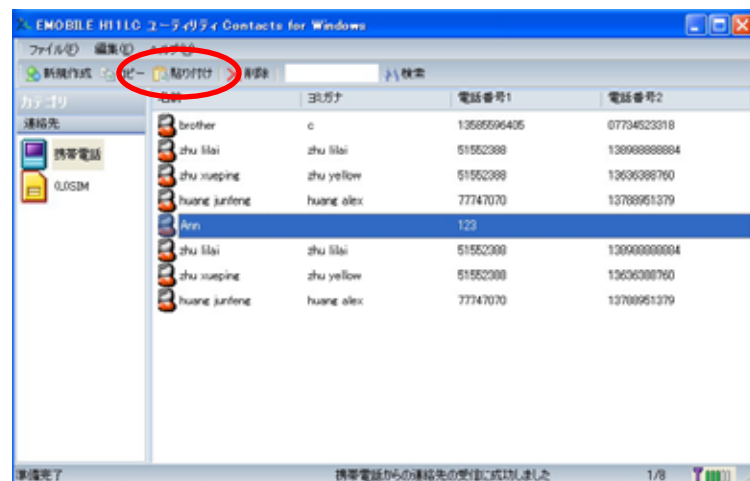 EMOBILE H11LC ユーティリティ Contacts for Windows
ファイル(F) 編集(E) ヘルプ(H)
新規作成 コピー 貼り付け 削除 検索
カテゴリ 名前 ヨミガナ 電話番号1 電話番号2
連絡先
携帯電話
0,0SIM
brother c 13585596405 07734523318
zhu lilai zhu lilai 51552388 138988888884
zhu xueping zhu yellow 51552388 13636388760
huang junfeng huang alex 77747070 13788951379
Ann 123
zhu lilai zhu lilai 51552388 138988888884
zhu xueping zhu yellow 51552388 13636388760
huang junfeng huang alex 77747070 13788951379
準備完了 携帯電話からの連絡先の受信に成功しました 1/8